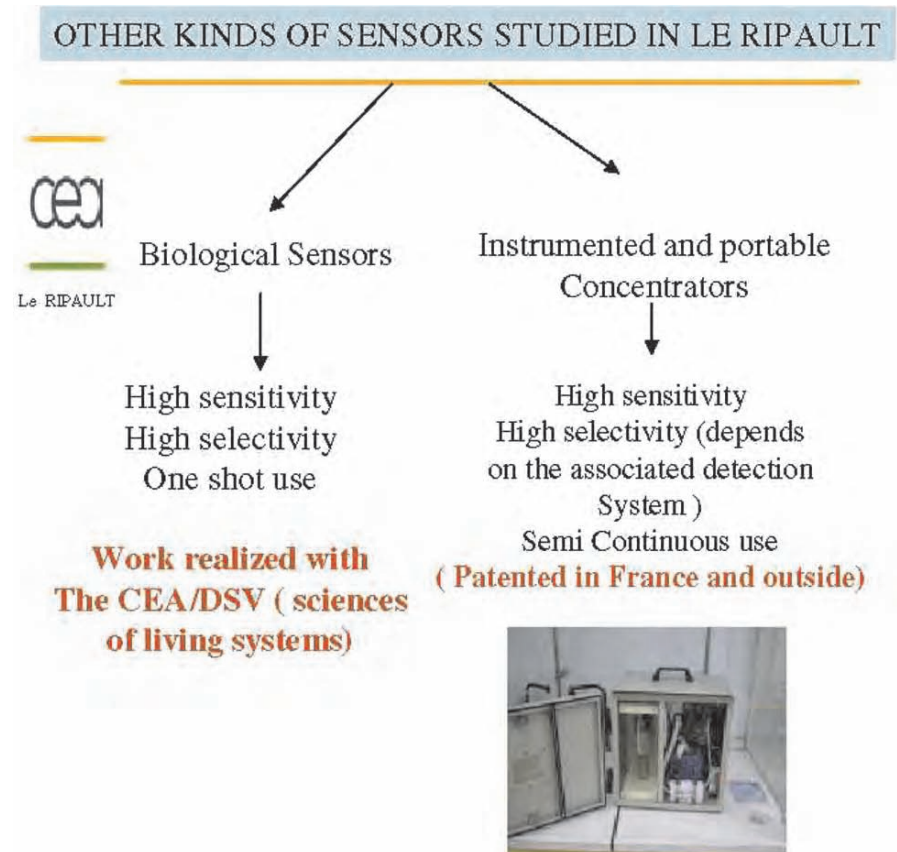 OTHER KINDS OF SENSORS STUDIED IN LE RIPAULT
cea
Le RIPAULT
Biological Sensors
High sensitivity
High selectivity
One shot use
Work realized with
The CEA/DSV ( sciences
of living systems)
Instrumented and portable
Concentrators
High sensitivity
High selectivity (depends
on the associated detection
System )
Semi Continuous use
( Patented in France and outside)